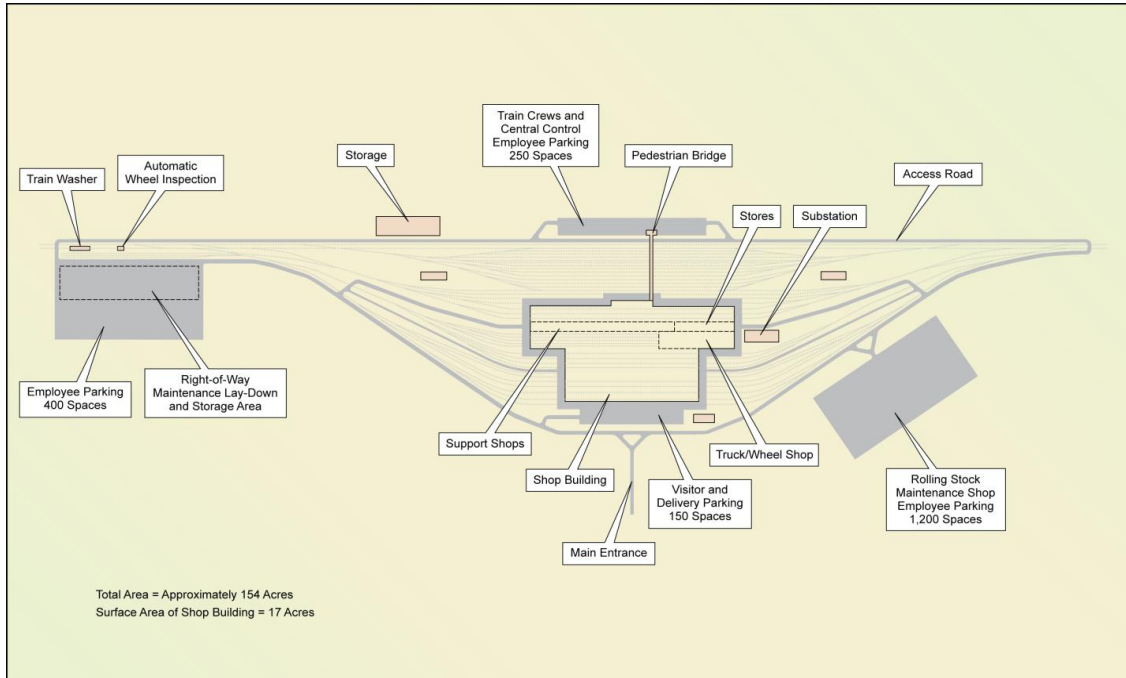 Train Crews and
Central Control
Employee Parking
250 Spaces
Storage
Pedestrian Bridge
Automatic
Wheel Inspection
Train Washer
Access Road
Stores
Substation
Employee Parking
400 Spaces
Right-of-Way
Maintenance Lay-Down
and Storage Area
Support Shops
Truck/Wheel Shop
Shop Building
Visitor and
Delivery Parking
150 Spaces
Rolling Stock
Maintenance Shop
Employee Parking
1,200 Spaces
Main Entrance
Total Area = Approximately 154 Acres
Surface Area of Shop Building = 17 Acres